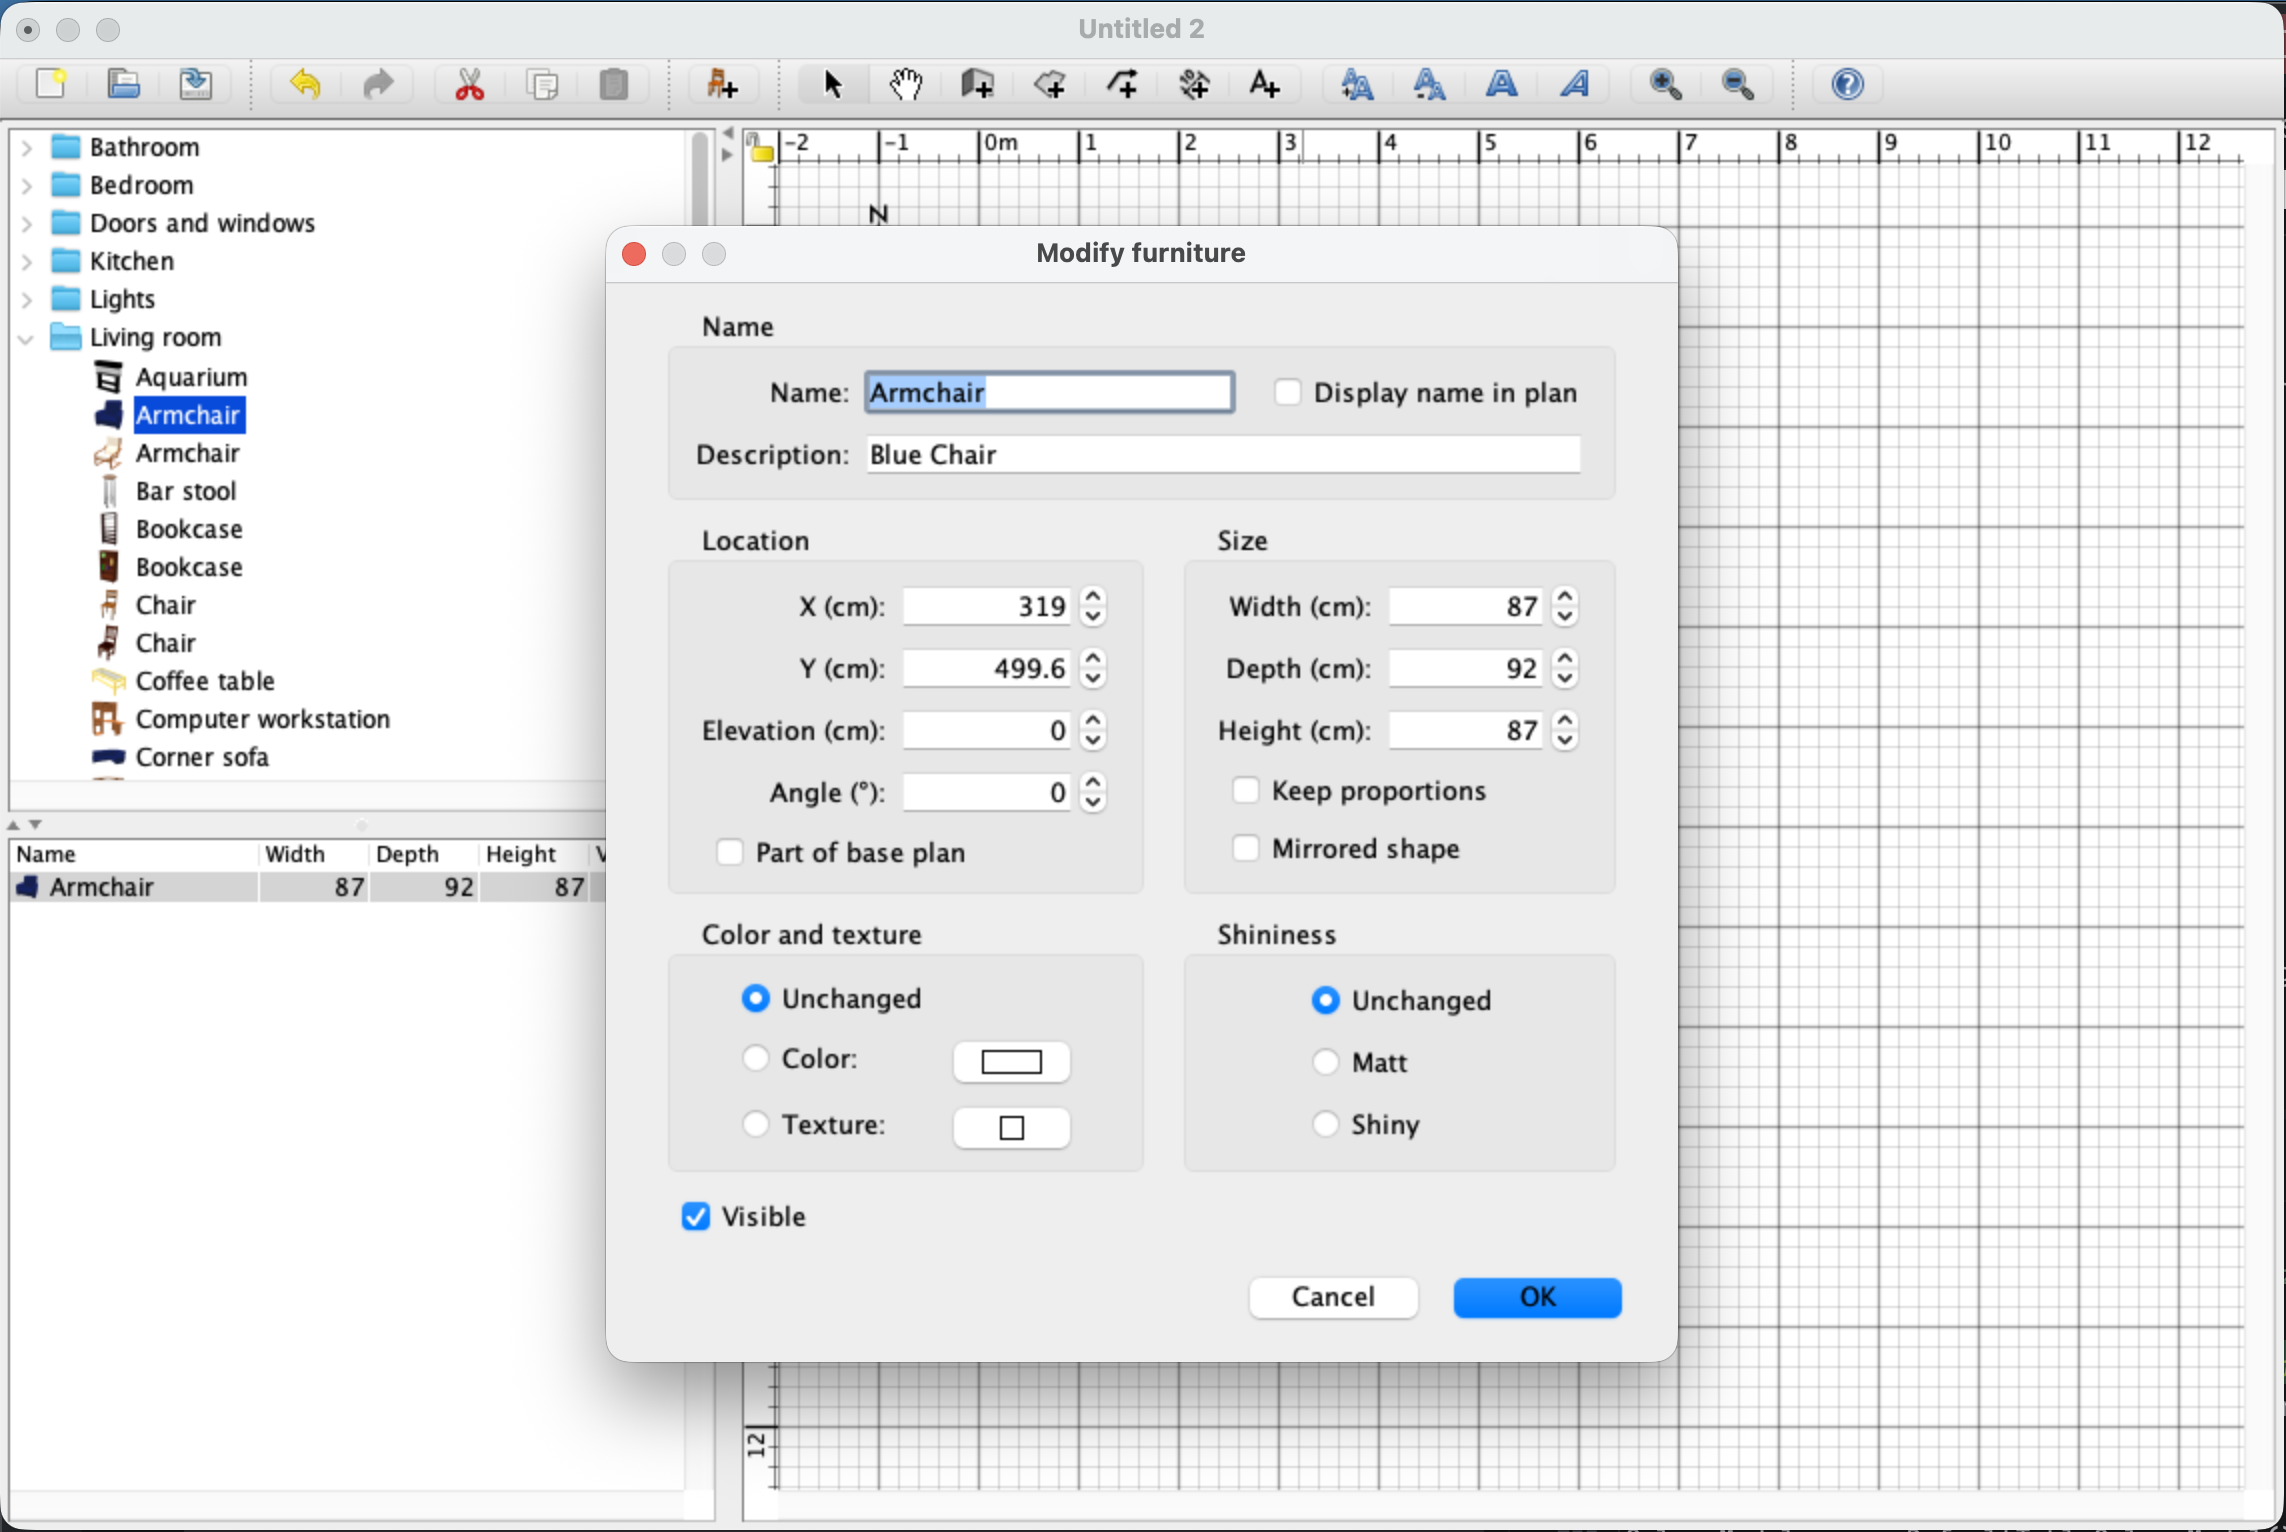 Untitled 2
Bathroom
Bedroom
Doors and windows
Kitchen
Lights
Living room
Aquarium
Armchair
Armchair
Bar stool
Bookcase
Bookcase
Chair
Chair
Coffee table
Computer workstation
Corner sofa
Name Width Depth Height
Armchair 87 92 87
-2 -1 0m 1 2 3 4 5 6 7 8 9 10 11 12
N
12
Modify furniture
Name
Name: Armchair Display name in plan
Description: Blue Chair
Location
X (cm): 319
Y (cm): 499.6
Elevation (cm): 0
Angle (°): 0
Part of base plan
Size
Width (cm): 87
Depth (cm): 92
Height (cm): 87
Keep proportions
Mirrored shape
Color and texture
Unchanged
Color:
Texture:
Shininess
Unchanged
Matt
Shiny
Visible
Cancel OK